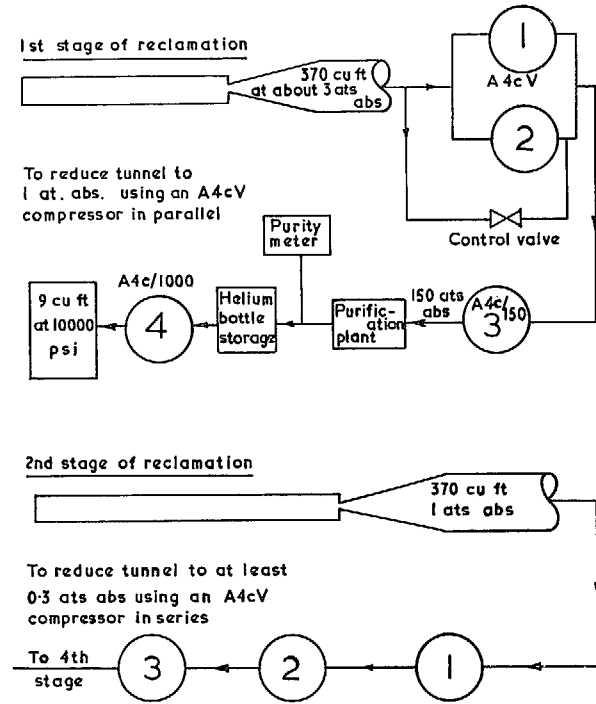 1st stage of reclamation
370 cu ft
at about 3 ats
abs
1
A4cV
2
To reduce tunnel to
1 at. abs. using an A4cV
compressor in parallel
Control valve
Purity
meter
9 cu ft
at 10000
psi
A4c/1000
4
Helium
bottle
storage
Purific-
ation
plant
150 ats
abs
A4c/
150
3
2nd stage of reclamation
370 cu ft
1 ats abs
To reduce tunnel to at least
0·3 ats abs using an A4cV
compressor in series
To 4th
stage
3
2
1